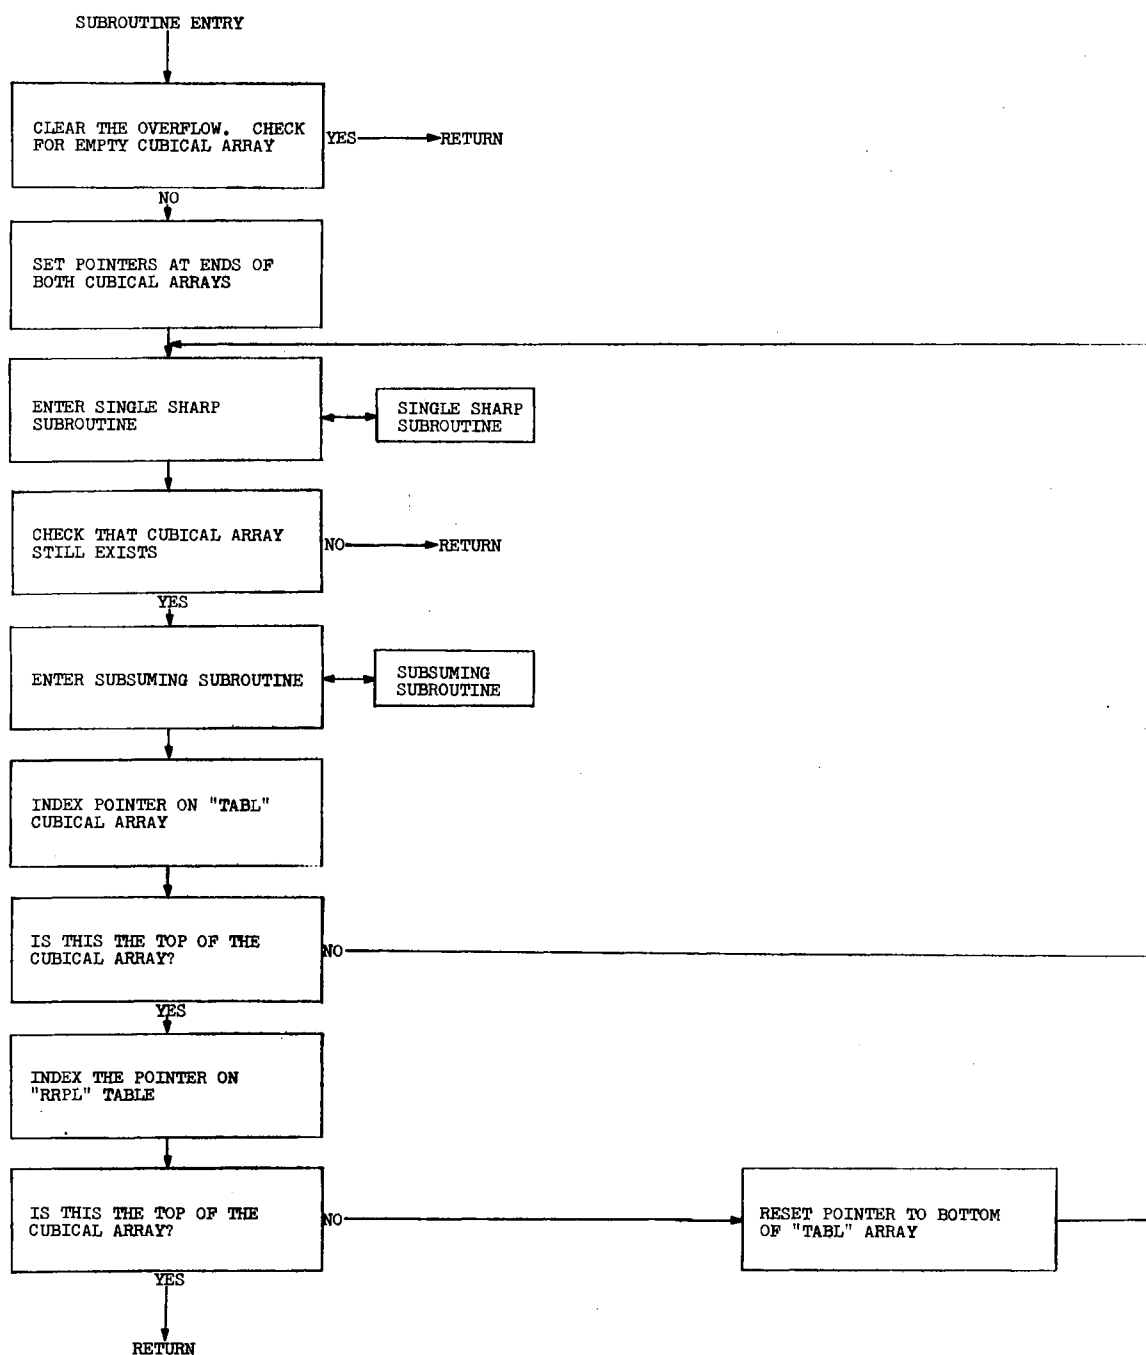 SUBROUTINE ENTRY
CLEAR THE OVERFLOW. CHECK
FOR EMPTY CUBICAL ARRAY
YES
RETURN
NO
SET POINTERS AT ENDS OF
BOTH CUBICAL ARRAYS
ENTER SINGLE SHARP
SUBROUTINE
SINGLE SHARP
SUBROUTINE
CHECK THAT CUBICAL ARRAY
STILL EXISTS
NO
RETURN
YES
ENTER SUBSUMING SUBROUTINE
SUBSUMING
SUBROUTINE
INDEX POINTER ON "TABL"
CUBICAL ARRAY
IS THIS THE TOP OF THE
CUBICAL ARRAY?
NO
YES
INDEX THE POINTER ON
"RRPL" TABLE
IS THIS THE TOP OF THE
CUBICAL ARRAY?
NO
RESET POINTER TO BOTTOM
OF "TABL" ARRAY
YES
RETURN